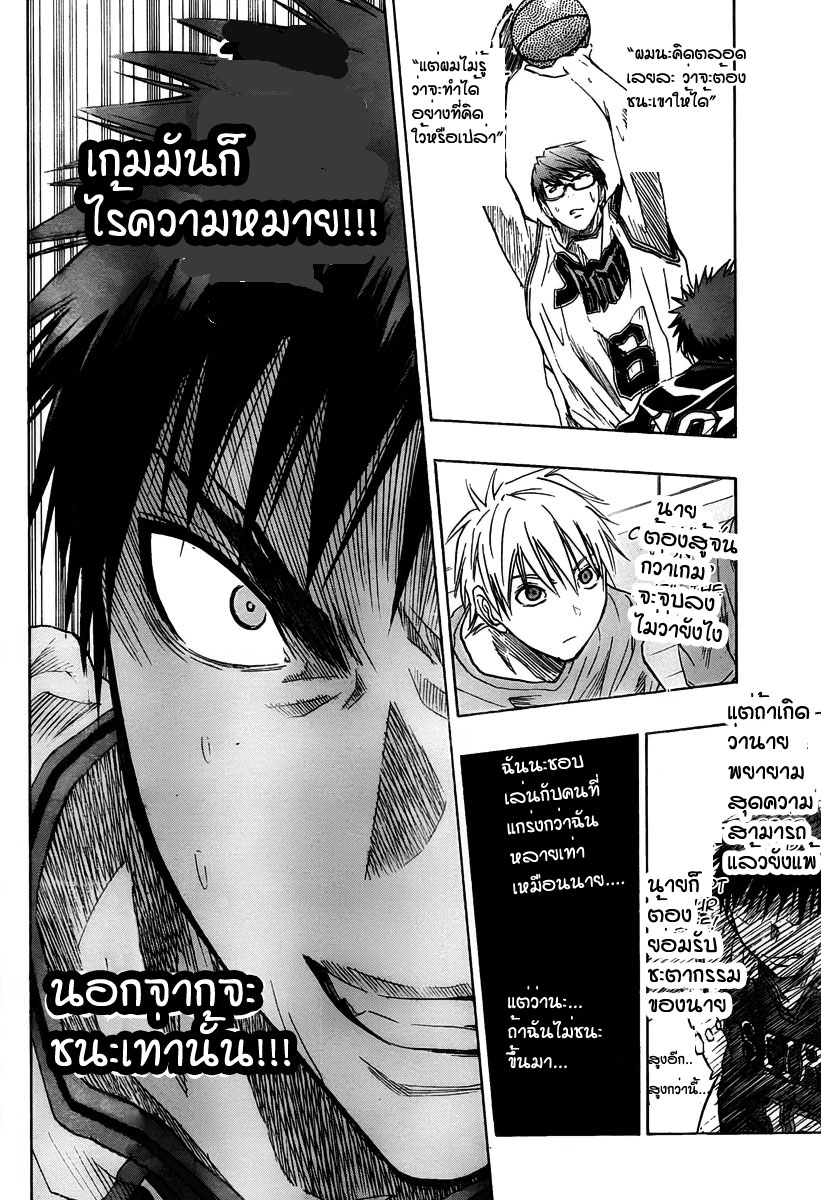 “ผมนะคิดตลอด
เลยละ ว่าจะต้อง
ชนะเขาให้ได้”
“แต่ผมไม่รู้
ว่าจะทำได้
อย่างที่คิด
ใว้หรือเปล่า”
6
10
นาย
ต้องสู้จน
กว่าเกม
จะจบลง
ไม่ว่ายังไง
แต่ถ้าเกิด
ว่านาย
พยายาม
สุดความ
สามารถ
แล้วยังแพ้
นายก็
ต้อง
ยอมรับ
ชะตากรรม
ของนาย
สูงอีก..
สูงกว่านี้...
ฉันนะชอบ
เล่นกับคนที่
แกร่งกว่าฉัน
หลายเท่า
เหมือนนาย....
แต่ว่านะ...
ถ้าฉันไม่ชนะ
ขึ้นมา...
เกมมันก็
ไร้ความหมาย!!!
นอกจากจะ
ชนะเท่านั้น!!!